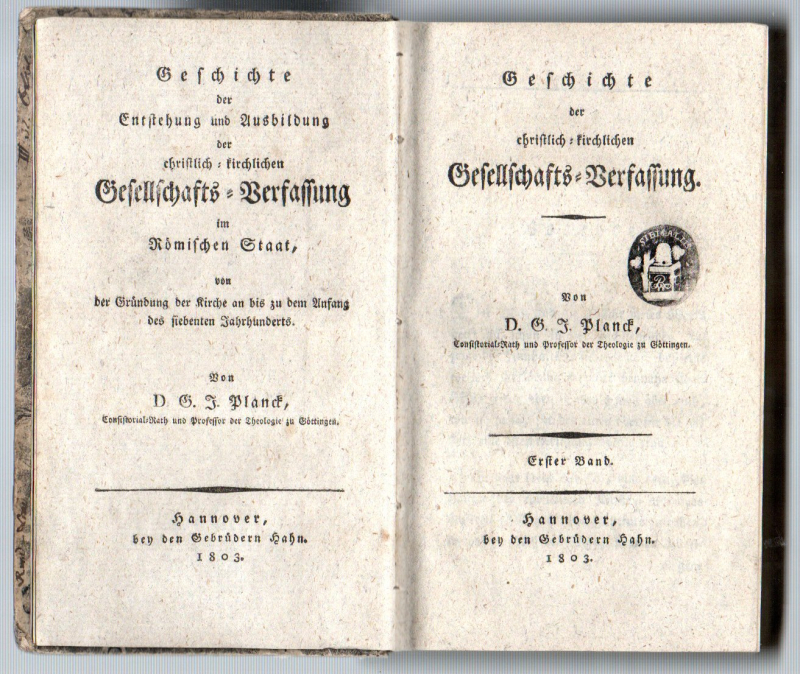 Geschichte
der
Entstehung und Ausbildung
der
christlich-kirchlichen
Gesellschafts-Verfassung
im
Römischen Staat,
von
der Gründung der Kirche an bis zu dem Anfang
des siebenten Jahrhunderts.
Von
D. G. J. Planck,
Consistorial-Rath und Professor der Theologie zu Göttingen.
Hannover,
bey den Gebrüdern Hahn.
1803.
Geschichte
der
christlich-kirchlichen
Gesellschafts-Verfassung.
Von
D. G. J. Planck,
Consistorial-Rath und Professor der Theologie zu Göttingen.
Erster Band.
Hannover,
bey den Gebrüdern Hahn.
1803.